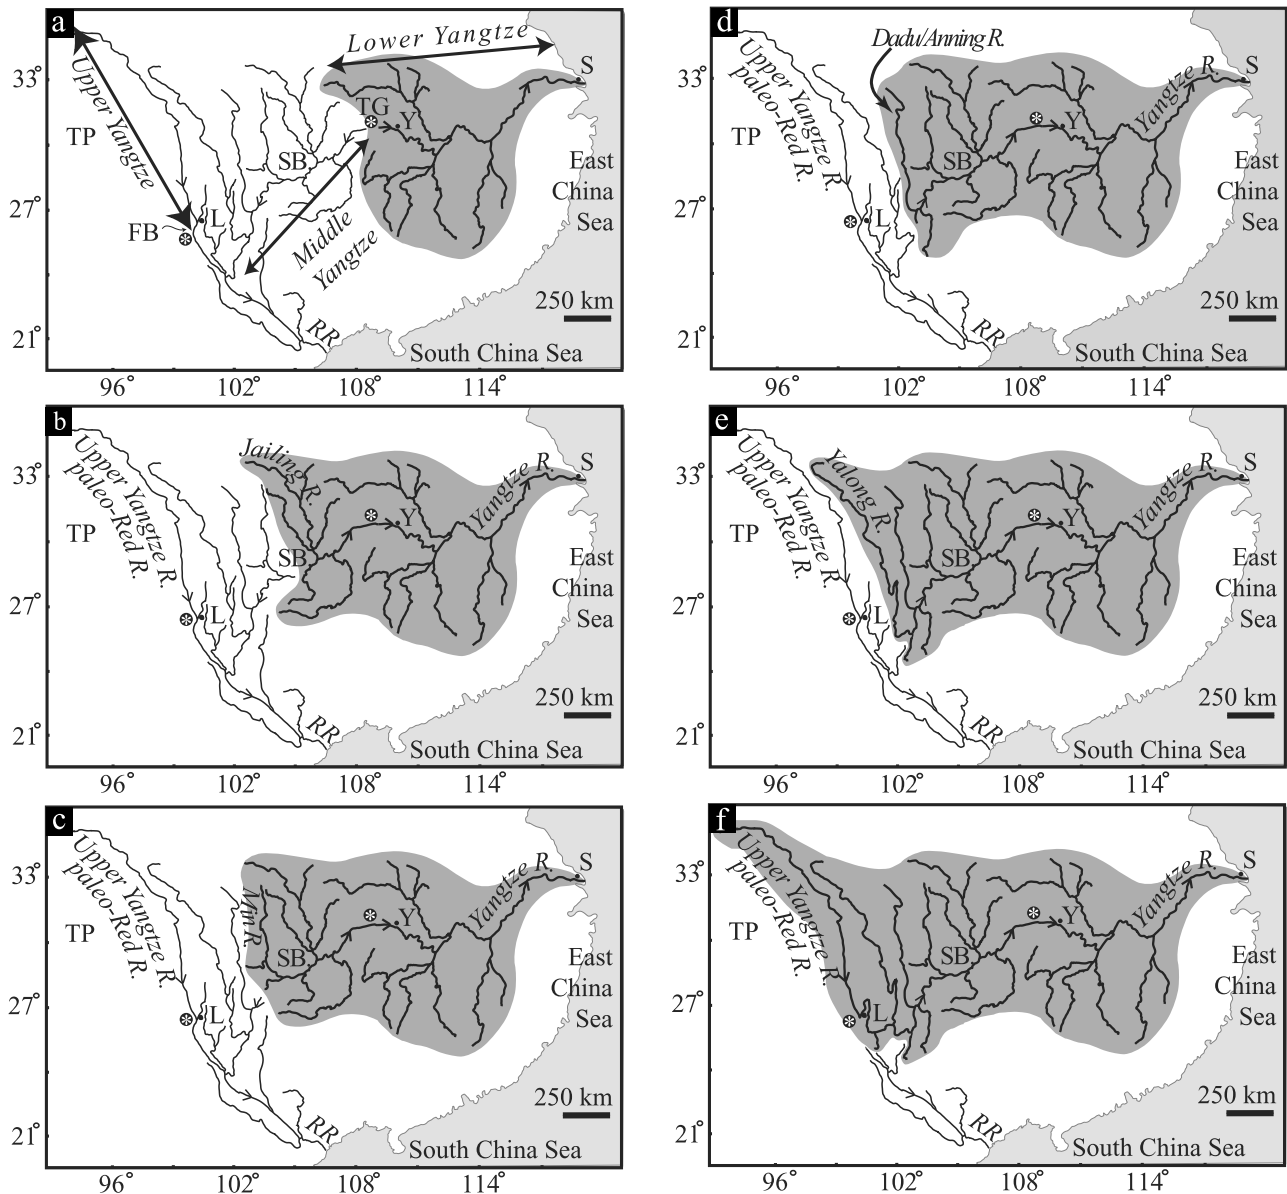 a
Lower Yangtze
Upper Yangtze
33°
S
TG
Y
TP
SB
East
China
Sea
27°
L
FB
Middle
Yangtze
250 km
RR
21°
South China Sea
96°
102°
108°
114°
b
Jailing R.
Upper Yangtze R.
paleo-Red R.
33°
Yangtze R.
S
Y
TP
SB
East
China
Sea
27°
L
250 km
RR
21°
South China Sea
96°
102°
108°
114°
c
Upper Yangtze R.
paleo-Red R.
33°
Min R.
Yangtze R.
S
Y
TP
SB
East
China
Sea
27°
L
250 km
RR
21°
South China Sea
96°
102°
108°
114°
d
Dadu/Anning R.
Upper Yangtze R.
paleo-Red R.
33°
Yangtze R.
S
Y
TP
SB
East
China
Sea
27°
L
250 km
RR
21°
South China Sea
96°
102°
108°
114°
e
Yalong R.
Upper Yangtze R.
paleo-Red R.
33°
Yangtze R.
S
Y
TP
SB
East
China
Sea
27°
L
250 km
RR
21°
South China Sea
96°
102°
108°
114°
f
Upper Yangtze R.
paleo-Red R.
33°
Yangtze R.
S
Y
TP
SB
East
China
Sea
27°
L
250 km
RR
21°
South China Sea
96°
102°
108°
114°